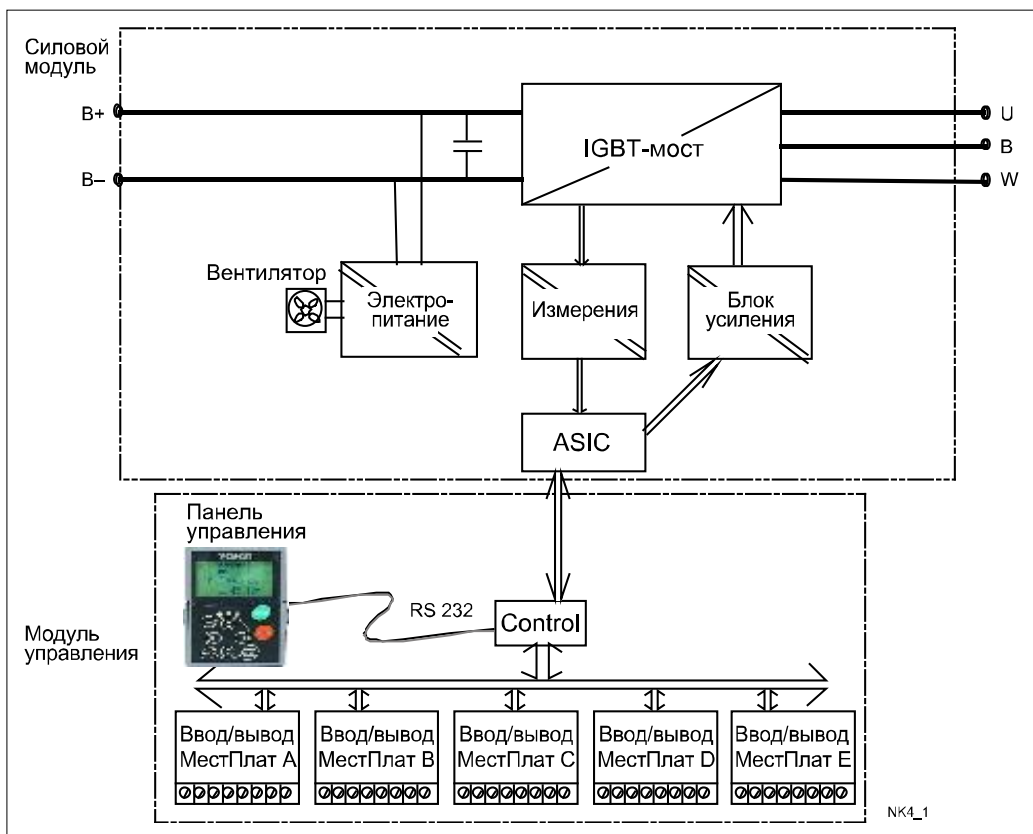 Силовой
модуль
B+
B–
IGBT-мост
U
B
W
Вентилятор
Электро-
питание
Измерения
Блок
усиления
ASIC
Панель
управления
RS 232
Control
Модуль
управления
Ввод/вывод
МестПлат A
Ввод/вывод
МестПлат B
Ввод/вывод
МестПлат C
Ввод/вывод
МестПлат D
Ввод/вывод
МестПлат E
NK4_1